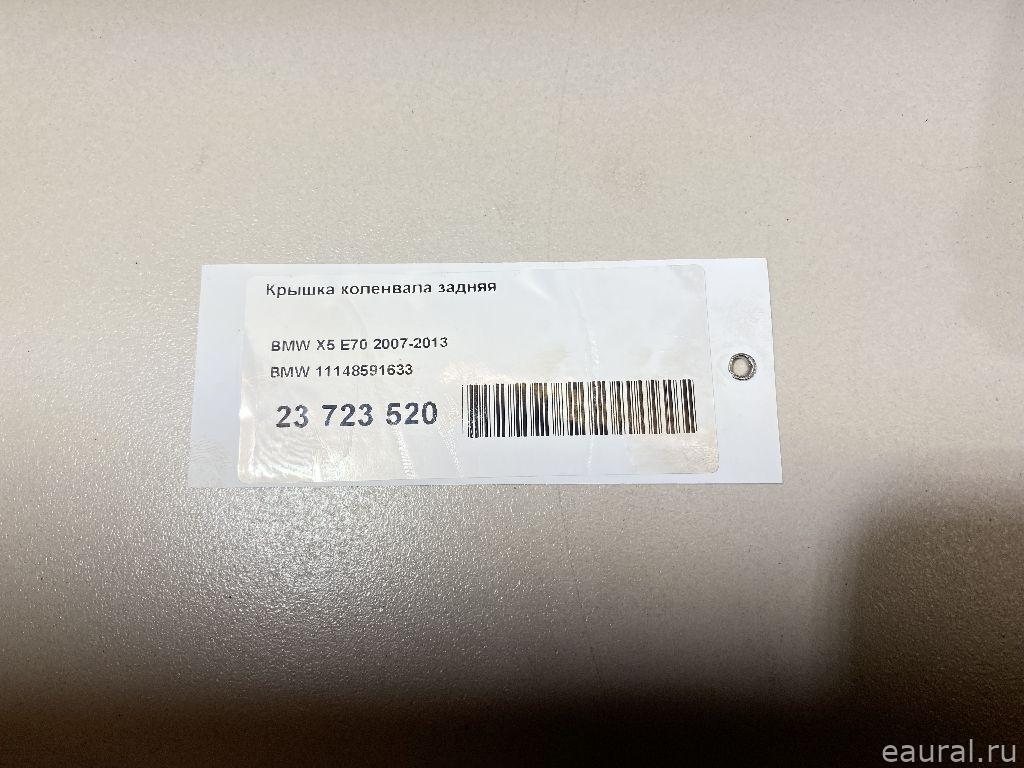 Крышка коленвала задняя
BMW X5 E70 2007-2013
BMW 11148591633
23 723 520
eaural.ru